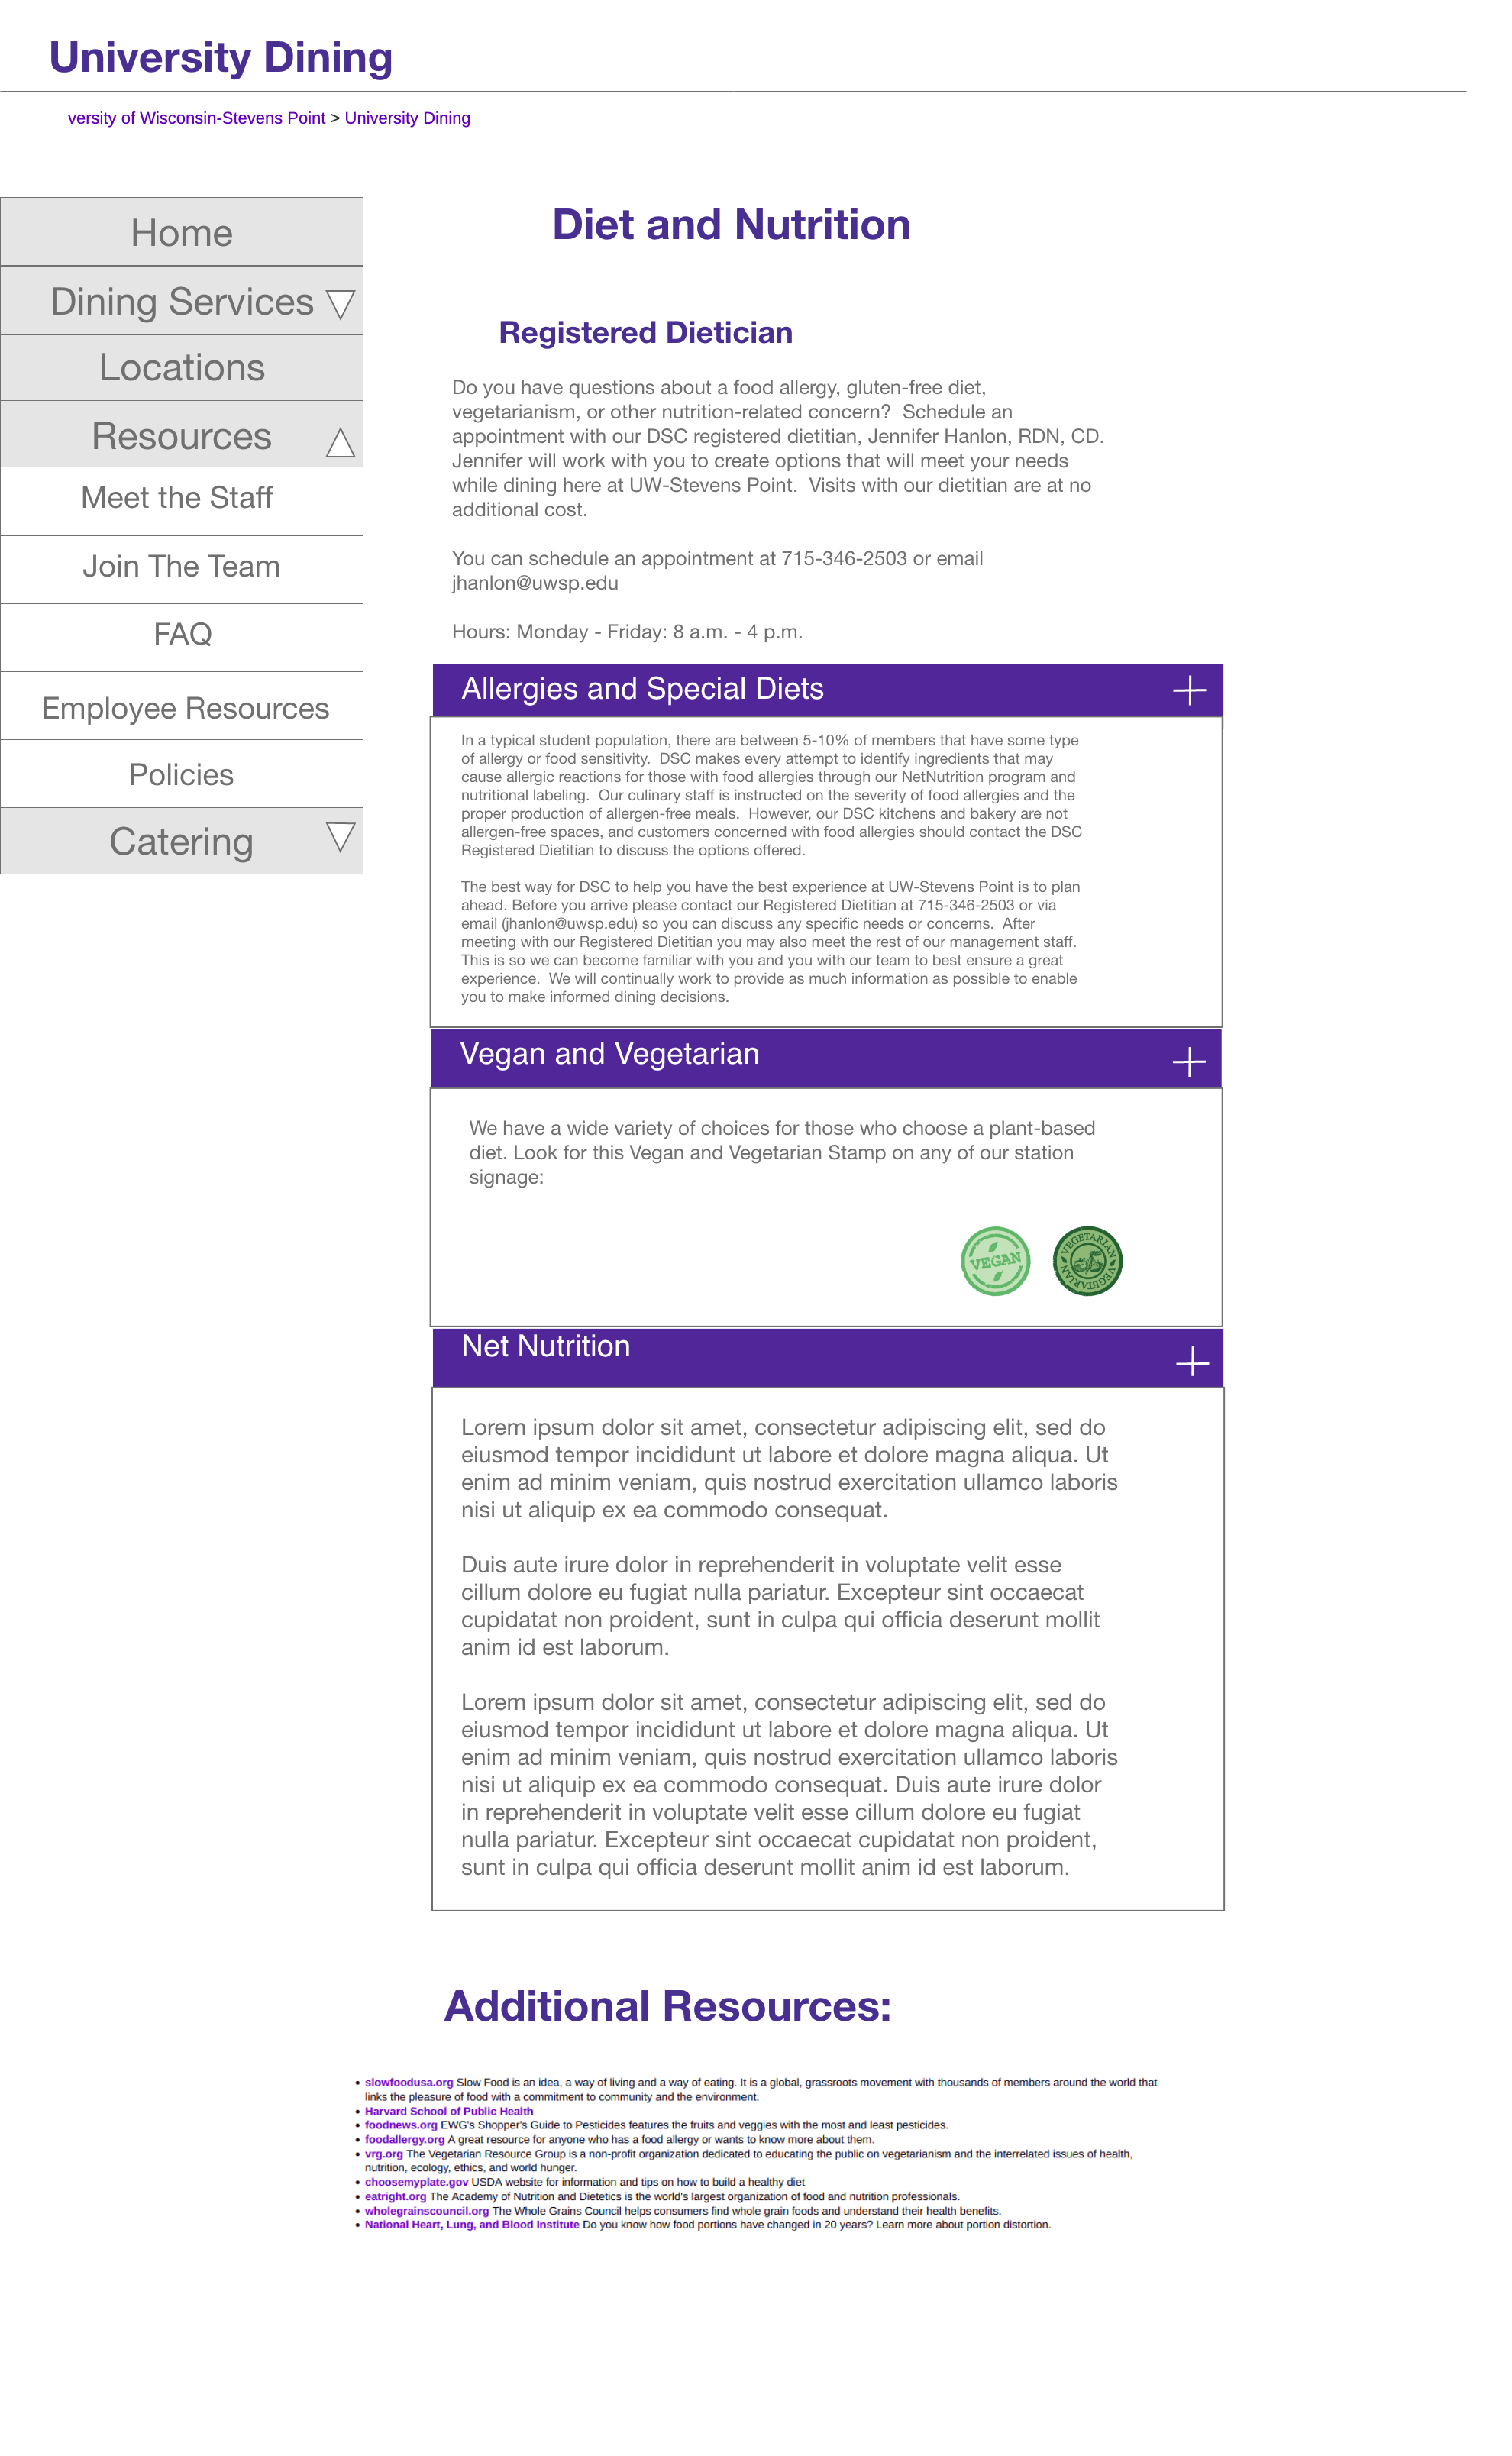 University Dining
versity of Wisconsin-Stevens Point > University Dining
Home
Dining Services
Locations
Resources
Meet the Staff
Join The Team
FAQ
Employee Resources
Policies
Catering
Diet and Nutrition
Registered Dietician
Do you have questions about a food allergy, gluten-free diet,
vegetarianism, or other nutrition-related concern?  Schedule an
appointment with our DSC registered dietitian, Jennifer Hanlon, RDN, CD.
Jennifer will work with you to create options that will meet your needs
while dining here at UW-Stevens Point.  Visits with our dietitian are at no
additional cost.
You can schedule an appointment at 715-346-2503 or email
jhanlon@uwsp.edu
Hours: Monday - Friday: 8 a.m. - 4 p.m.
Allergies and Special Diets
In a typical student population, there are between 5-10% of members that have some type
of allergy or food sensitivity.  DSC makes every attempt to identify ingredients that may
cause allergic reactions for those with food allergies through our NetNutrition program and
nutritional labeling.  Our culinary staff is instructed on the severity of food allergies and the
proper production of allergen-free meals.  However, our DSC kitchens and bakery are not
allergen-free spaces, and customers concerned with food allergies should contact the DSC
Registered Dietitian to discuss the options offered.
The best way for DSC to help you have the best experience at UW-Stevens Point is to plan
ahead. Before you arrive please contact our Registered Dietitian at 715-346-2503 or via
email (jhanlon@uwsp.edu) so you can discuss any specific needs or concerns.  After
meeting with our Registered Dietitian you may also meet the rest of our management staff.
This is so we can become familiar with you and you with our team to best ensure a great
experience.  We will continually work to provide as much information as possible to enable
you to make informed dining decisions.
Vegan and Vegetarian
We have a wide variety of choices for those who choose a plant-based
diet. Look for this Vegan and Vegetarian Stamp on any of our station
signage:
VEGAN
VEGETARIAN
VEGETARIAN
Net Nutrition
Lorem ipsum dolor sit amet, consectetur adipiscing elit, sed do
eiusmod tempor incididunt ut labore et dolore magna aliqua. Ut
enim ad minim veniam, quis nostrud exercitation ullamco laboris
nisi ut aliquip ex ea commodo consequat.
Duis aute irure dolor in reprehenderit in voluptate velit esse
cillum dolore eu fugiat nulla pariatur. Excepteur sint occaecat
cupidatat non proident, sunt in culpa qui officia deserunt mollit
anim id est laborum.
Lorem ipsum dolor sit amet, consectetur adipiscing elit, sed do
eiusmod tempor incididunt ut labore et dolore magna aliqua. Ut
enim ad minim veniam, quis nostrud exercitation ullamco laboris
nisi ut aliquip ex ea commodo consequat. Duis aute irure dolor
in reprehenderit in voluptate velit esse cillum dolore eu fugiat
nulla pariatur. Excepteur sint occaecat cupidatat non proident,
sunt in culpa qui officia deserunt mollit anim id est laborum.
Additional Resources:
• slowfoodusa.org Slow Food is an idea, a way of living and a way of eating. It is a global, grassroots movement with thousands of members around the world that
links the pleasure of food with a commitment to community and the environment.
• Harvard School of Public Health
• foodnews.org EWG's Shopper's Guide to Pesticides features the fruits and veggies with the most and least pesticides.
• foodallergy.org A great resource for anyone who has a food allergy or wants to know more about them.
• vrg.org The Vegetarian Resource Group is a non-profit organization dedicated to educating the public on vegetarianism and the interrelated issues of health,
nutrition, ecology, ethics, and world hunger.
• choosemyplate.gov USDA website for information and tips on how to build a healthy diet
• eatright.org The Academy of Nutrition and Dietetics is the world's largest organization of food and nutrition professionals.
• wholegrainscouncil.org The Whole Grains Council helps consumers find whole grain foods and understand their health benefits.
• National Heart, Lung, and Blood Institute Do you know how food portions have changed in 20 years? Learn more about portion distortion.